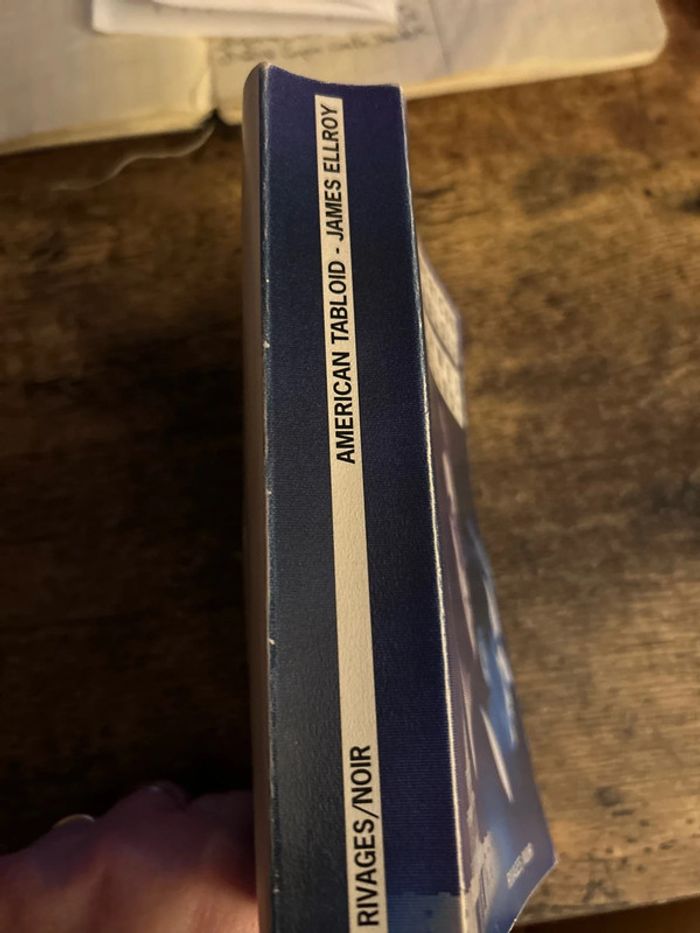 AMERICAN TABLOID - JAMES ELLROY
RIVAGES/NOIR